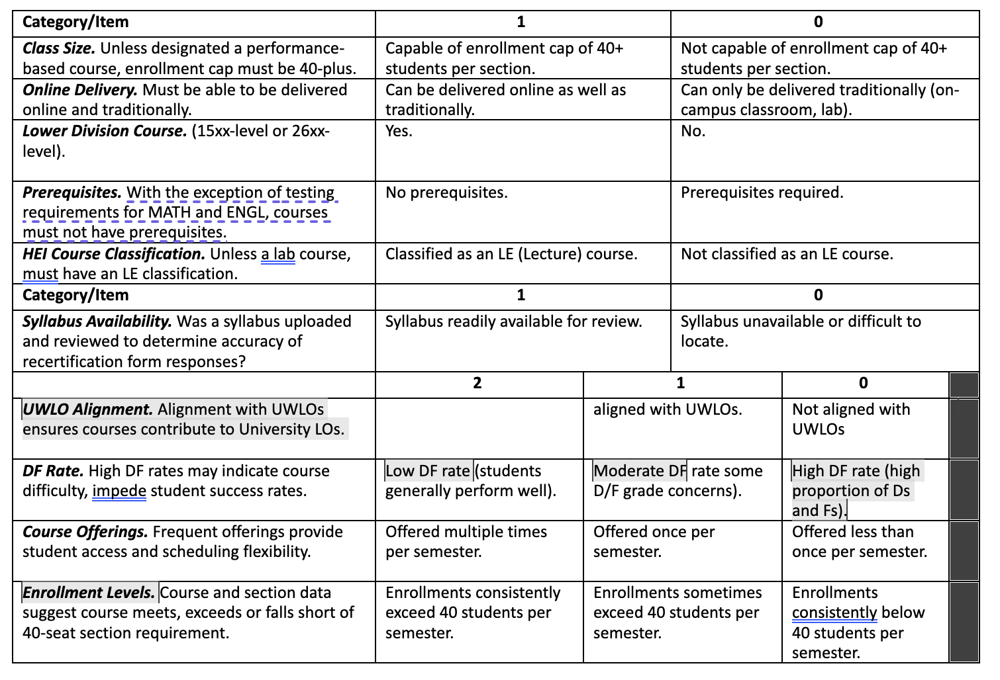 Category/Item 1 0
Class Size. Unless designated a performance- Capable of enrollment cap of 40+ Not capable of enrollment cap of 40+
based course, enrollment cap must be 40-plus. students per section. students per section.
Online Delivery. Must be able to be delivered Can be delivered online as well as Can only be delivered traditionally (on-
online and traditionally. traditionally. campus classroom, lab).
Lower Division Course. (15xx-level or 26xx- Yes. No.
level).
Prerequisites. With the exception of testing No prerequisites. Prerequisites required.
requirements for MATH and ENGL, courses
must not have prerequisites.
HEI Course Classification. Unless a lab course, Classified as an LE (Lecture) course. Not classified as an LE course.
must have an LE classification.
Category/Item 1 0
Syllabus Availability. Was a syllabus uploaded Syllabus readily available for review. Syllabus unavailable or difficult to
and reviewed to determine accuracy of locate.
recertification form responses?
2 1 0
UWLO Alignment. Alignment with UWLOs aligned with UWLOs. Not aligned with
ensures courses contribute to University LOs. UWLOs
DF Rate. High DF rates may indicate course Low DF rate (students Moderate DF rate some High DF rate (high
difficulty, impede student success rates. generally perform well). D/F grade concerns). proportion of Ds
and Fs).
Course Offerings. Frequent offerings provide Offered multiple times Offered once per Offered less than
student access and scheduling flexibility. per semester. semester. once per semester.
Enrollment Levels. Course and section data Enrollments consistently Enrollments sometimes Enrollments
suggest course meets, exceeds or falls short of exceed 40 students per exceed 40 students per consistently below
40-seat section requirement. semester. semester. 40 students per
semester.